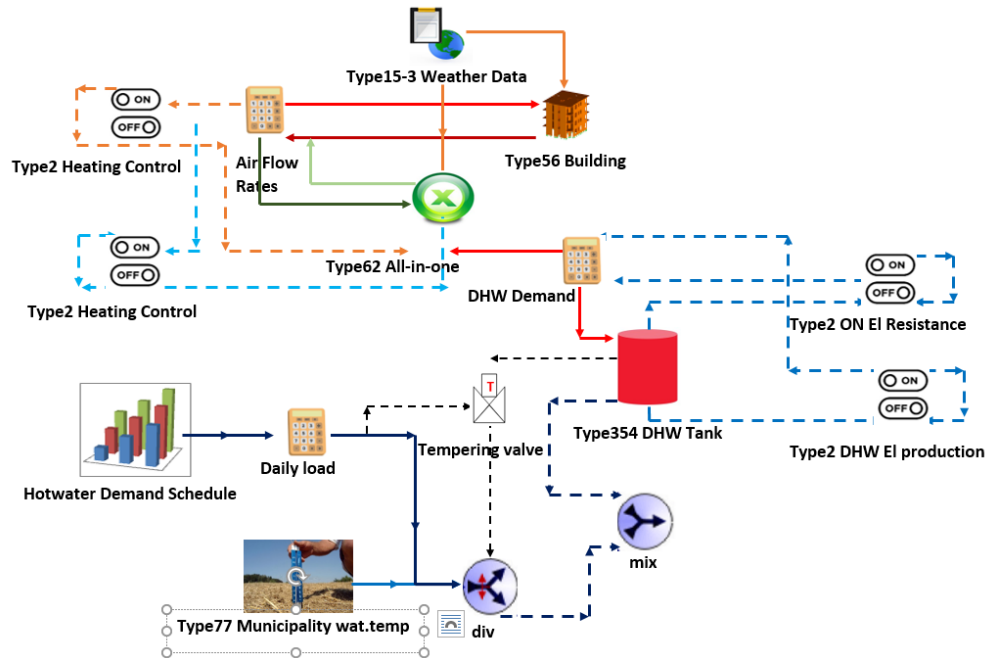 Type15-3 Weather Data
ON
OFF
Type2 Heating Control
Air Flow
Rates
Type56 Building
X
ON
OFF
Type2 Heating Control
Type62 All-in-one
DHW Demand
ON
OFF
Type2 ON El Resistance
T
Tempering valve
Type354 DHW Tank
ON
OFF
Type2 DHW El production
Hotwater Demand Schedule
Daily load
mix
Type77 Municipality wat.temp
div